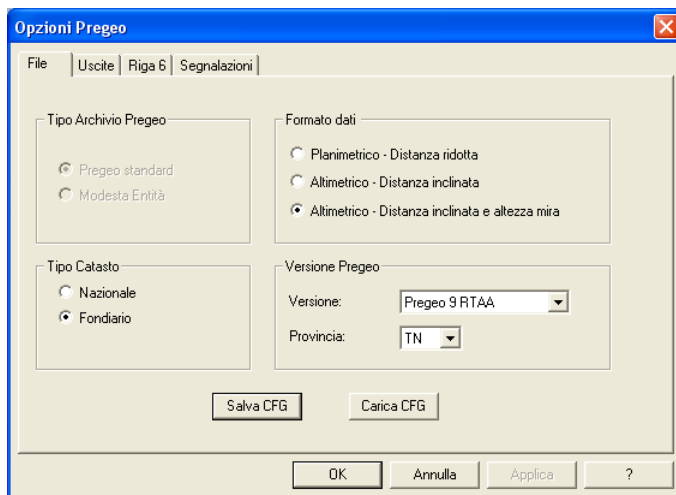 Opzioni Pregeo
File Uscite Riga 6 Segnalazioni
Tipo Archivio Pregeo
Pregeo standard
Modesta Entità
Formato dati
Planimetrico - Distanza ridotta
Altimetrico - Distanza inclinata
Altimetrico - Distanza inclinata e altezza mira
Tipo Catasto
Nazionale
Fondiario
Versione Pregeo
Versione: Pregeo 9 RTAA
Provincia: TN
Salva CFG Carica CFG
OK Annulla Applica ?